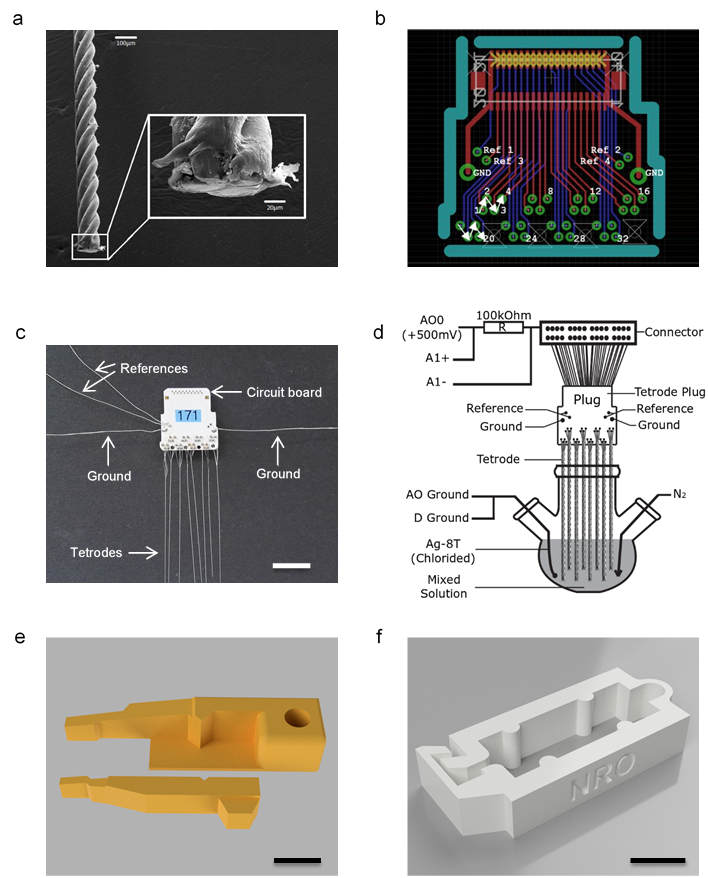 a
100µm
20µm
b
Ref 1
Ref 3
Ref 2
Ref 4
GND
GND
2
4
8
12
16
1
3
20
24
28
32
c
References
Circuit board
171
Ground
Ground
Tetrodes
d
AO0
(+500mV)
100kOhm
R
A1+
A1-
Connector
Plug
Tetrode Plug
Reference
Ground
Reference
Ground
Tetrode
AO Ground
D Ground
N₂
Ag-8T
(Chlorided)
Mixed
Solution
e
f
NRO